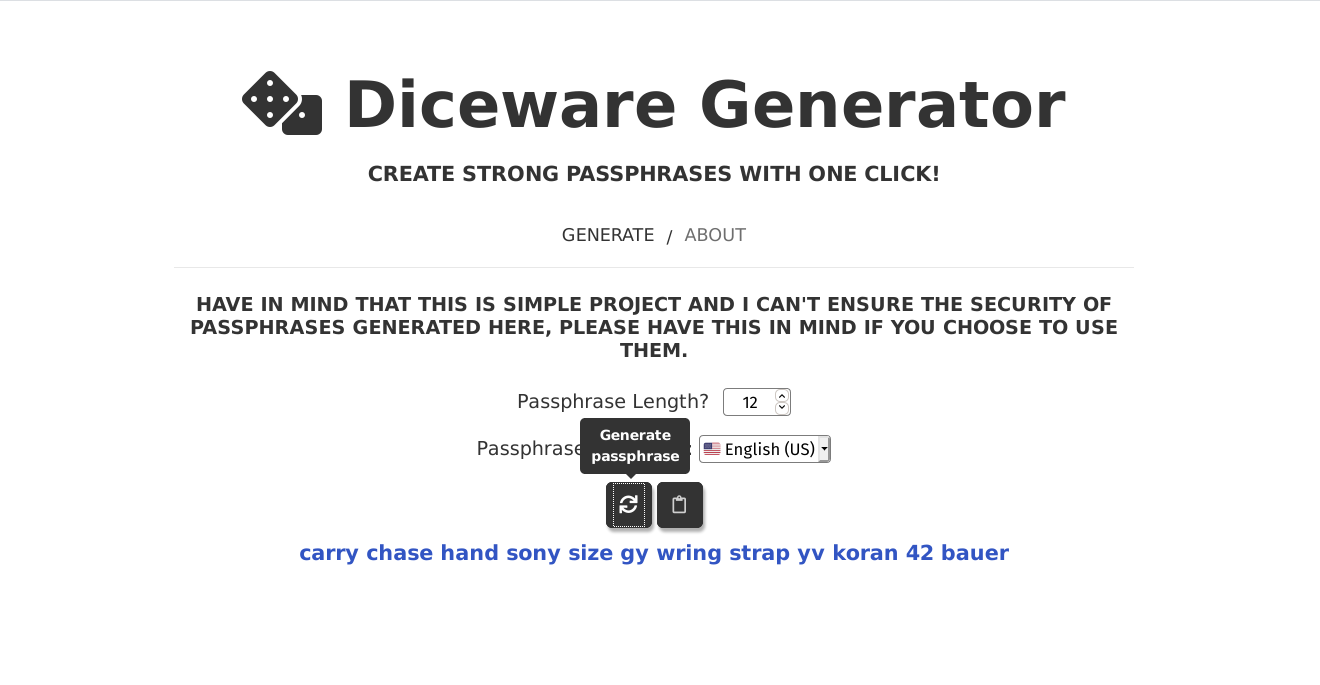 Diceware Generator
CREATE STRONG PASSPHRASES WITH ONE CLICK!
GENERATE / ABOUT
HAVE IN MIND THAT THIS IS SIMPLE PROJECT AND I CAN'T ENSURE THE SECURITY OF
PASSPHRASES GENERATED HERE, PLEASE HAVE THIS IN MIND IF YOU CHOOSE TO USE
THEM.
Passphrase Length? 12
Generate
passphrase
Passphrase : English (US)
carry chase hand sony size gy wring strap yv koran 42 bauer